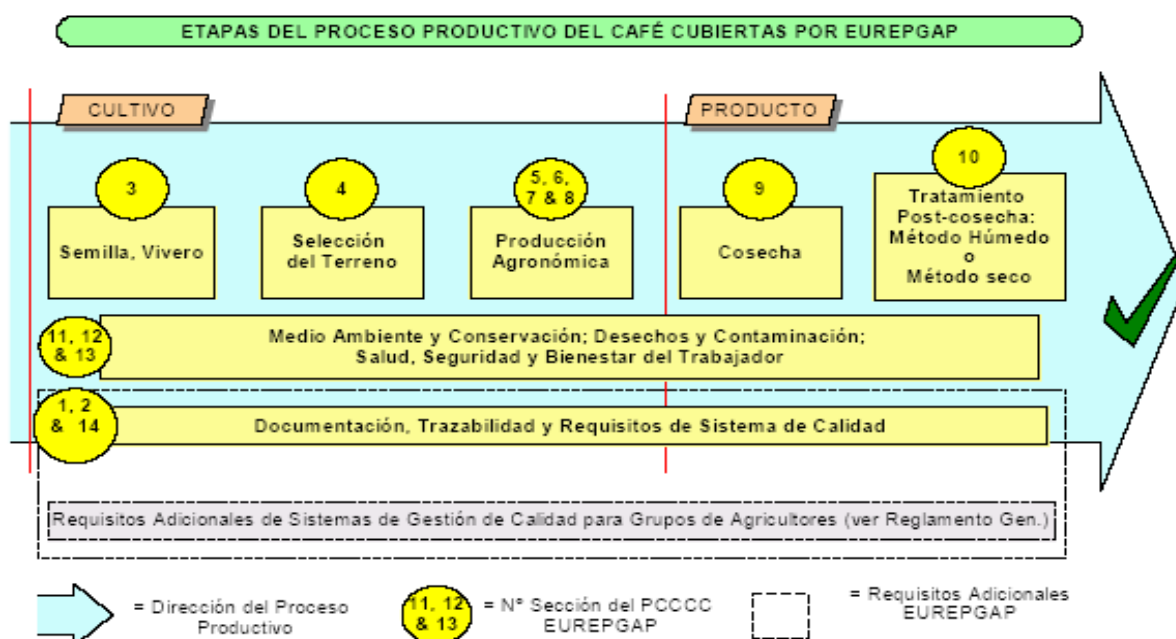 ETAPAS DEL PROCESO PRODUCTIVO DEL CAFÉ CUBIERTAS POR EUREPGAP
CULTIVO
PRODUCTO
3
Semilla, Vivero
4
Selección
del Terreno
5, 6,
7 & 8
Producción
Agronómica
9
Cosecha
10
Tratamiento
Post-cosecha:
Método Húmedo
o
Método seco
11, 12
& 13
Medio Ambiente y Conservación; Desechos y Contaminación;
Salud, Seguridad y Bienestar del Trabajador
1, 2
& 14
Documentación, Trazabilidad y Requisitos de Sistema de Calidad
Requisitos Adicionales de Sistemas de Gestión de Calidad para Grupos de Agricultores (ver Reglamento Gen.)
= Dirección del Proceso
Productivo
11, 12
& 13
= Nº Sección del PCCCC
EUREPGAP
= Requisitos Adicionales
EUREPGAP